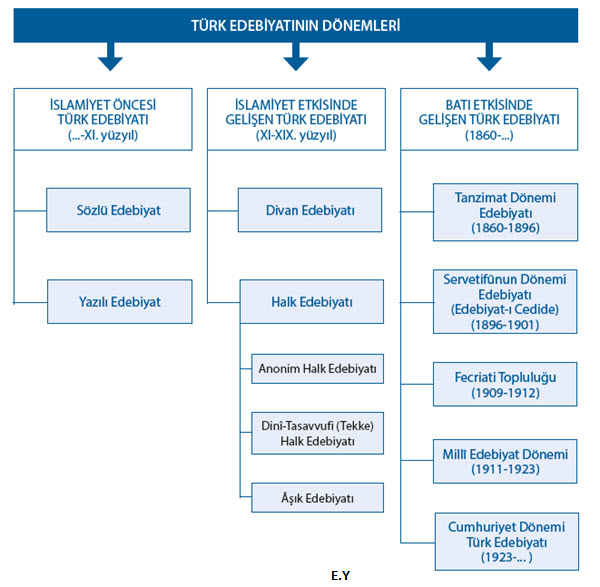 TÜRK EDEBİYATININ DÖNEMLERİ
İSLAMİYET ÖNCESİ
TÜRK EDEBİYATI
(...-XI. yüzyıl)
Sözlü Edebiyat
Yazılı Edebiyat
İSLAMİYET ETKİSİNDE
GELİŞEN TÜRK EDEBİYATI
(XI-XIX. yüzyıl)
Divan Edebiyatı
Halk Edebiyatı
Anonim Halk Edebiyatı
Dinî-Tasavvufi (Tekke)
Halk Edebiyatı
Âşık Edebiyatı
BATI ETKİSİNDE
GELİŞEN TÜRK EDEBİYATI
(1860-...)
Tanzimat Dönemi
Edebiyatı
(1860-1896)
Servetifünun Dönemi
Edebiyatı
(Edebiyat-ı Cedide)
(1896-1901)
Fecriati Topluluğu
(1909-1912)
Millî Edebiyat Dönemi
(1911-1923)
Cumhuriyet Dönemi
Türk Edebiyatı
(1923-... )
E.Y